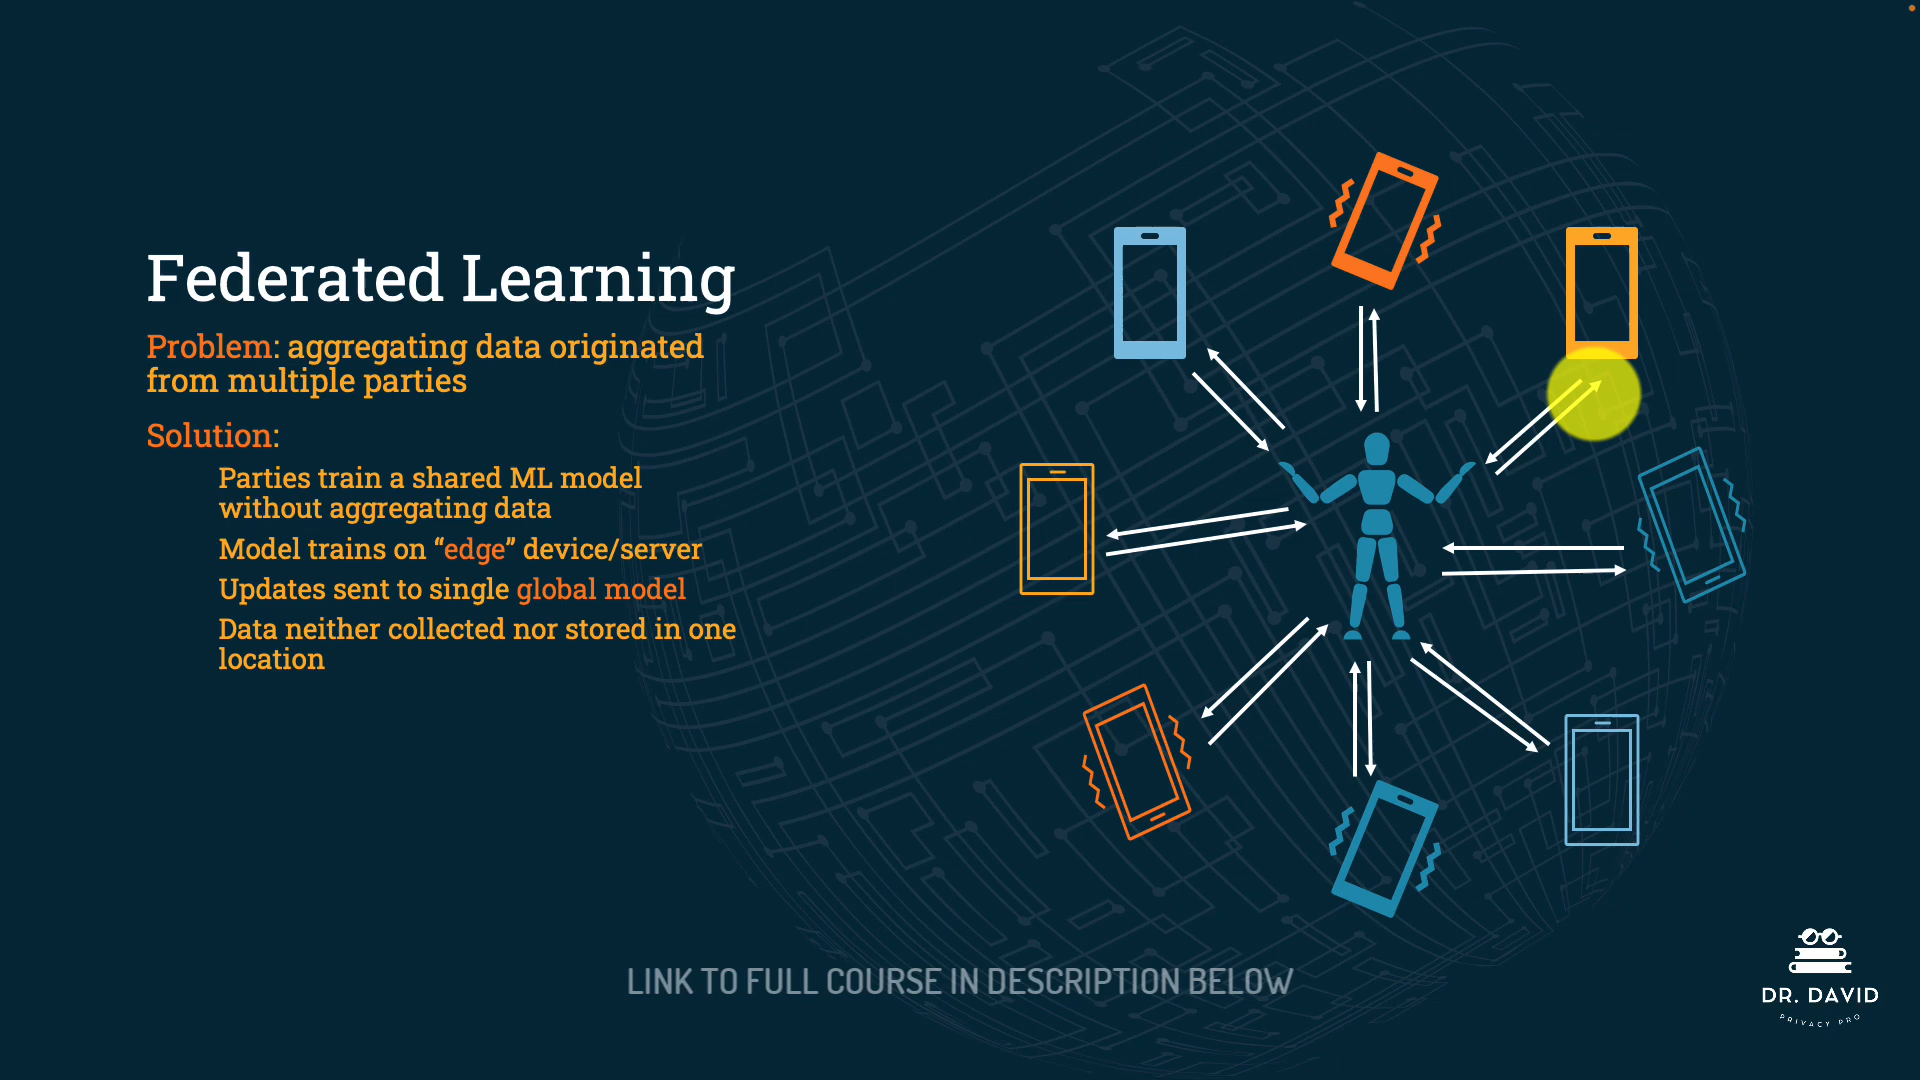 Federated Learning
Problem: aggregating data originated
from multiple parties
Solution:
Parties train a shared ML model
without aggregating data
Model trains on “edge” device/server
Updates sent to single global model
Data neither collected nor stored in one
location
LINK TO FULL COURSE IN DESCRIPTION BELOW
DR. DAVID
PRIVACY PRO